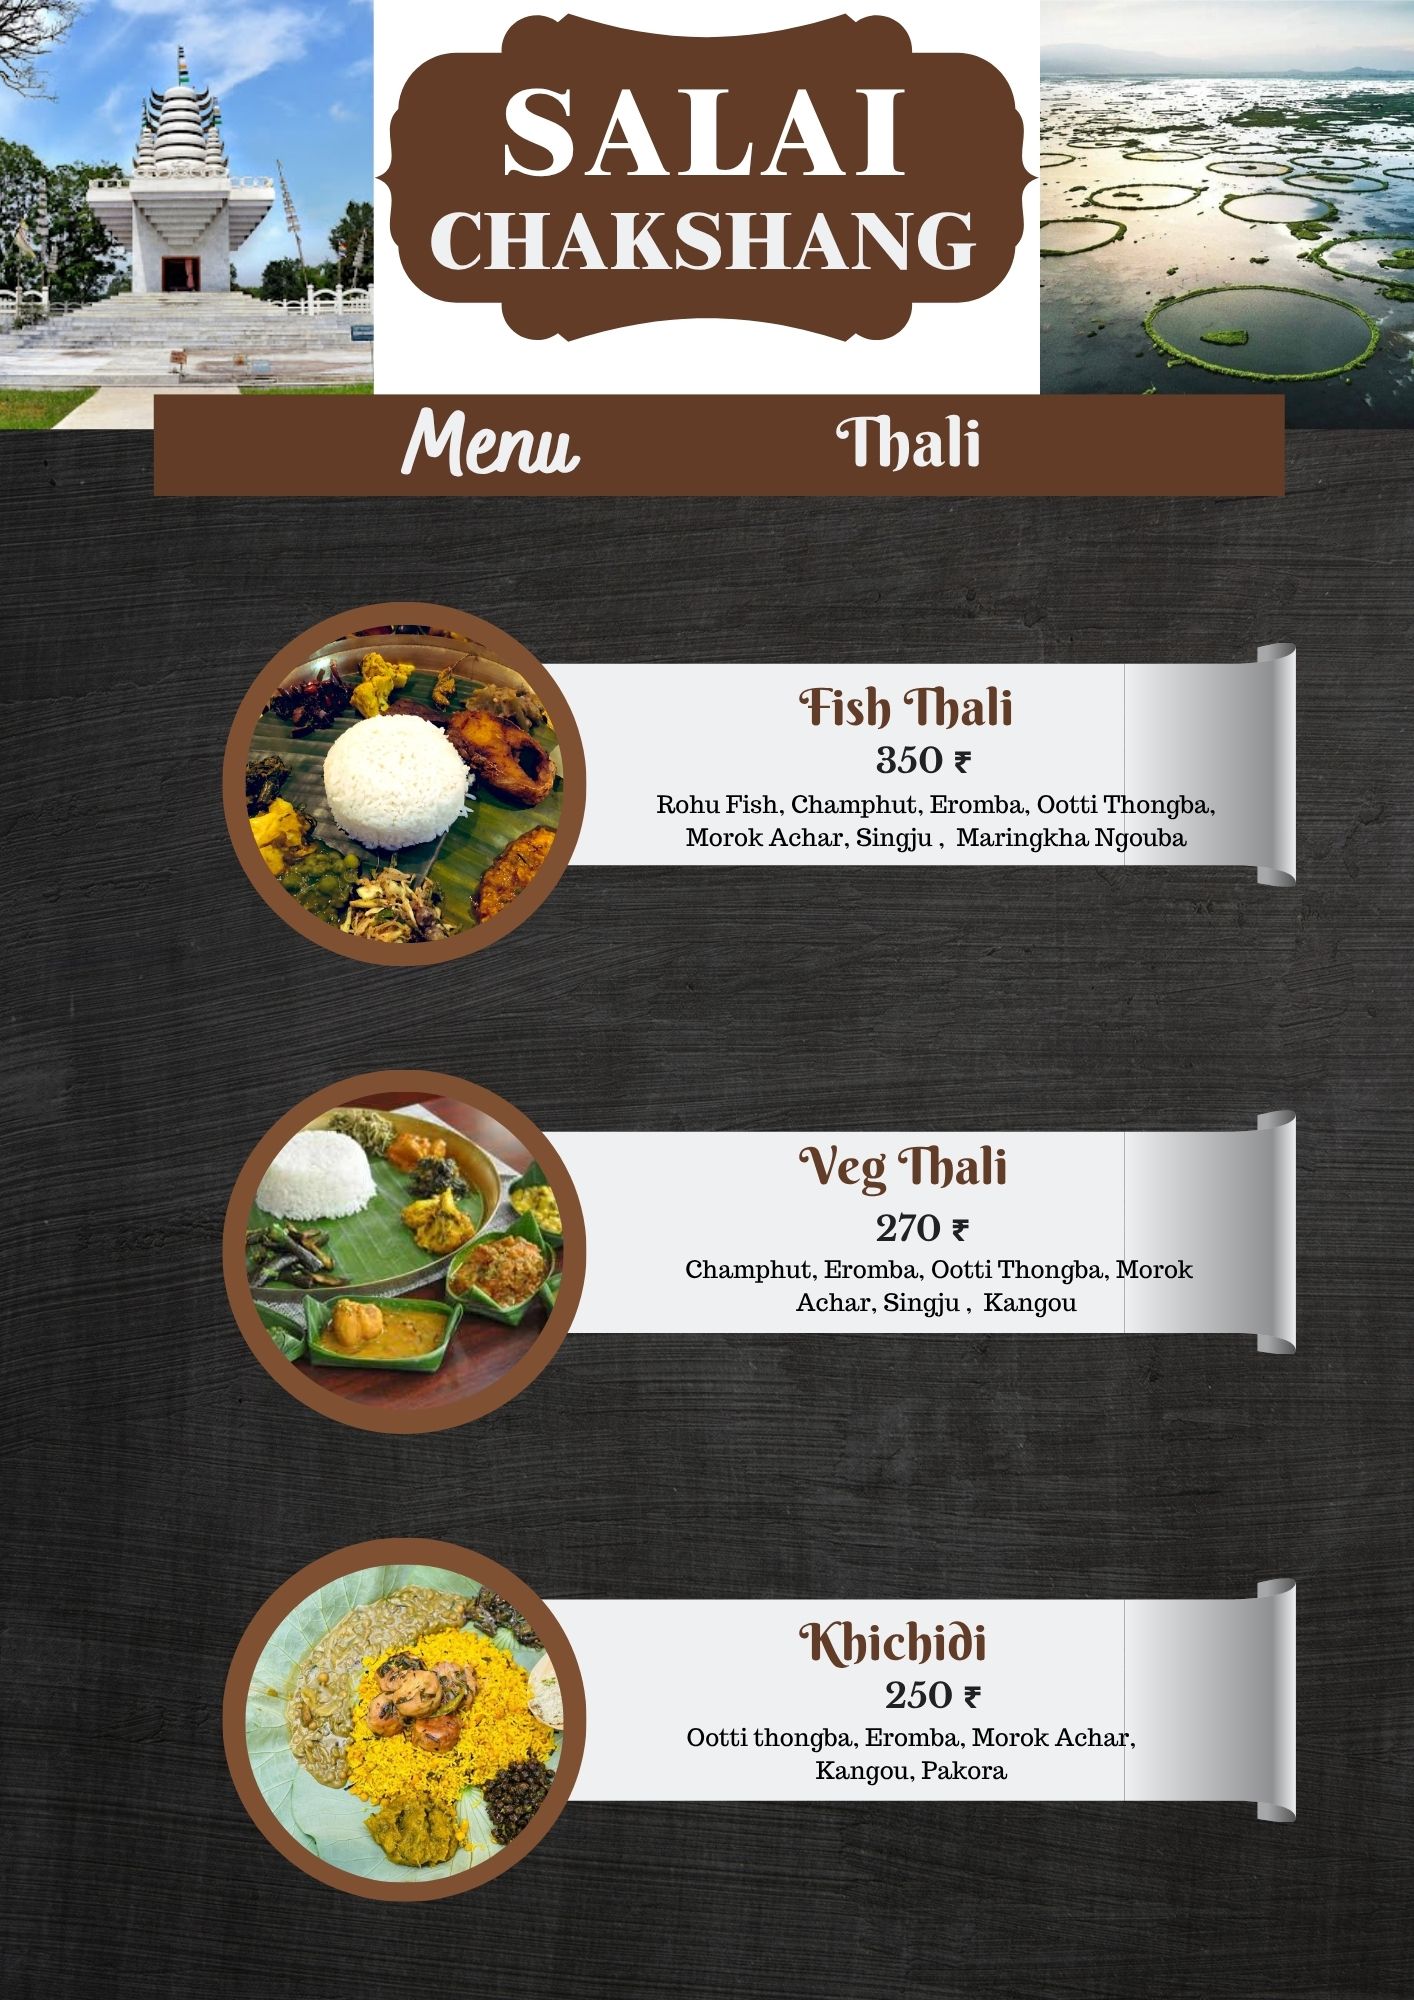 SALAI
CHAKSHANG
Menu Thali
Fish Thali
350 ₹
Rohu Fish, Champhut, Eromba, Ootti Thongba,
Morok Achar, Singju ,  Maringkha Ngouba
Veg Thali
270 ₹
Champhut, Eromba, Ootti Thongba, Morok
Achar, Singju ,  Kangou
Khichidi
250 ₹
Ootti thongba, Eromba, Morok Achar,
Kangou, Pakora